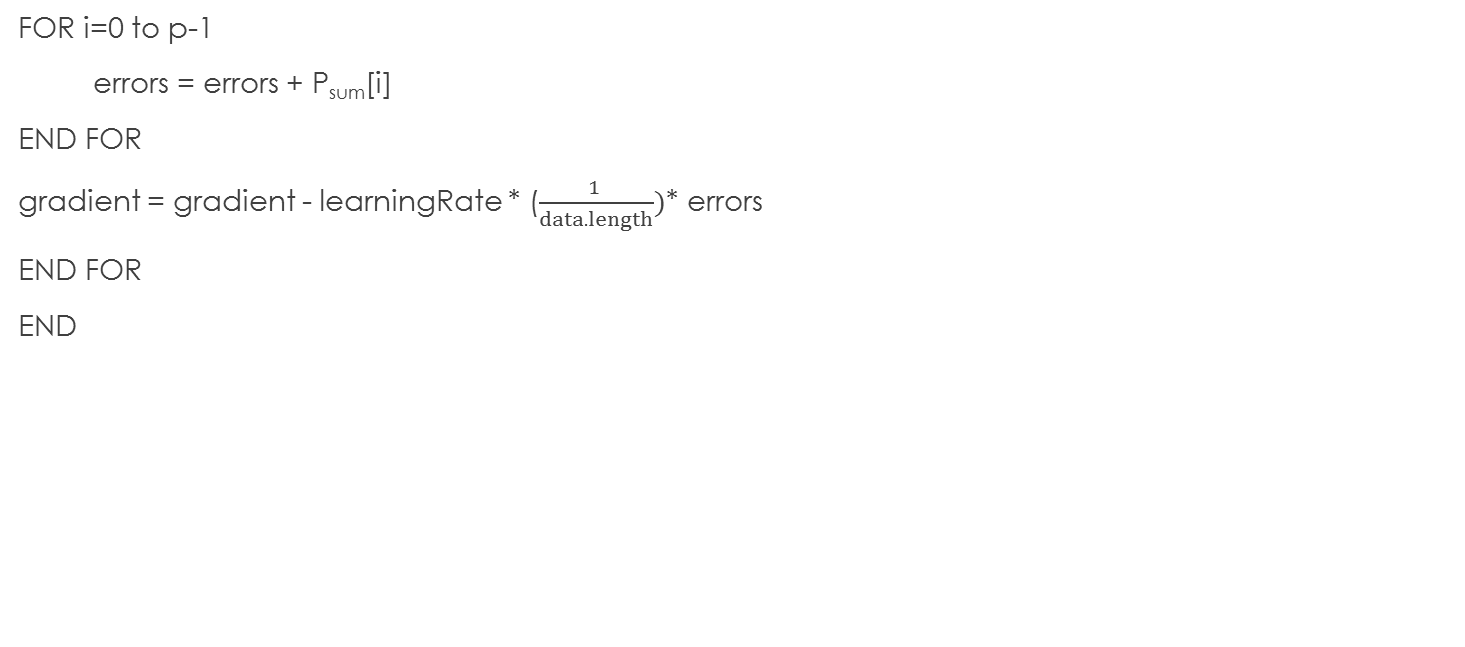 FOR i=0 to p-1
errors = errors + Psum[i]
END FOR
gradient = gradient - learningRate * (1/data.length)* errors
END FOR
END